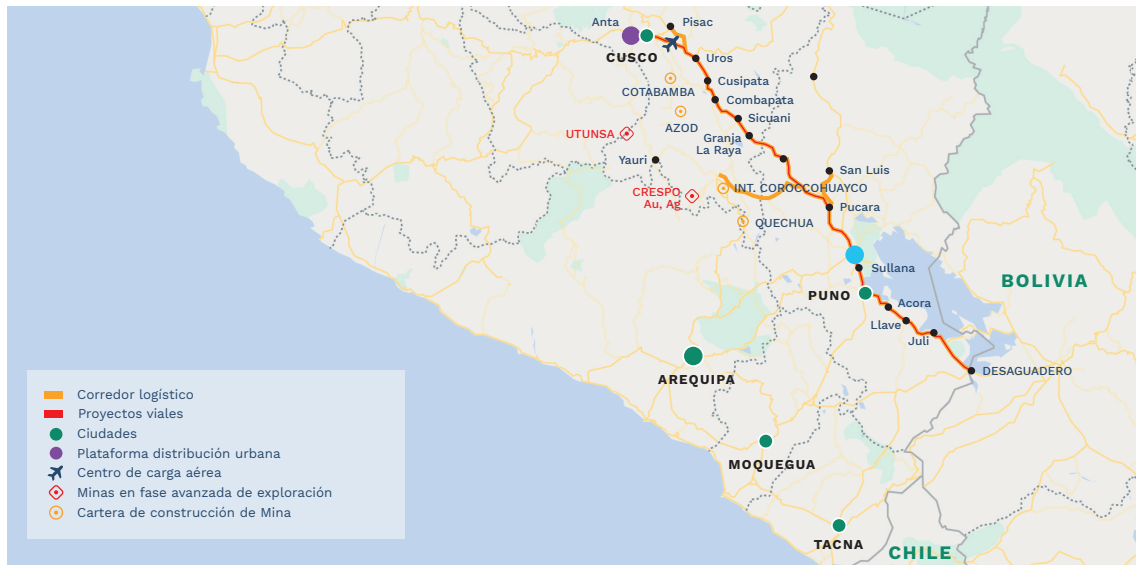 Anta
Pisac
CUSCO
Uros
COTABAMBA
Cusipata
Combapata
AZOD
Sicuani
UTUNSA
Granja
La Raya
Yauri
San Luis
CRESPO
Au, Ag
INT. COROCCOHUAYCO
Pucara
QUECHUA
Sullana
BOLIVIA
PUNO
Acora
Llave
Juli
DESAGUADERO
AREQUIPA
Corredor logístico
Proyectos viales
Ciudades
Plataforma distribución urbana
Centro de carga aérea
Minas en fase avanzada de exploración
Cartera de construcción de Mina
MOQUEGUA
TACNA
CHILE